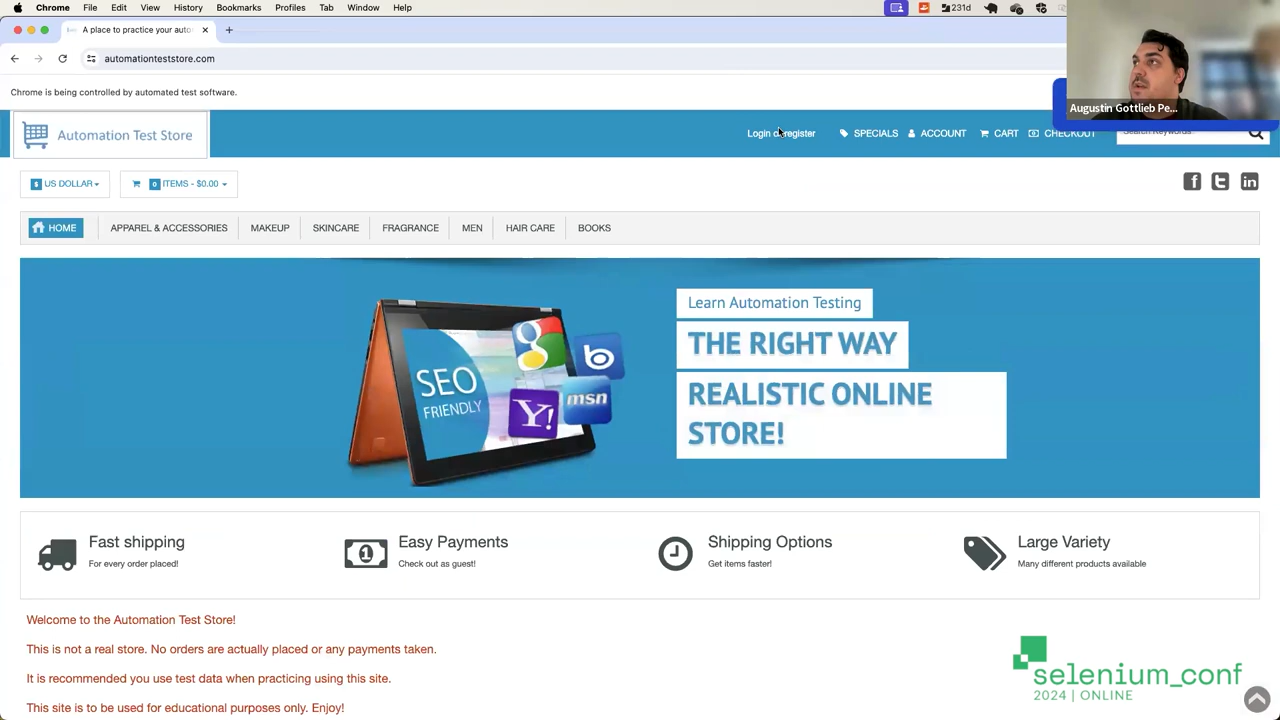 Chrome File Edit View History Bookmarks Profiles Tab Window Help
231d
A place to practice your auto
automationteststore.com
Chrome is being controlled by automated test software.
Augustin Gottlieb Pe...
Automation Test Store
Login or register SPECIALS ACCOUNT CART CHECKOUT Search Keywords
$ US DOLLAR 0 ITEMS - $0.00
HOME APPAREL & ACCESSORIES MAKEUP SKINCARE FRAGRANCE MEN HAIR CARE BOOKS
SEO
FRIENDLY
g
b
Y!
msn
Learn Automation Testing
THE RIGHT WAY
REALISTIC ONLINE
STORE!
Fast shipping
For every order placed!
Easy Payments
Check out as guest!
Shipping Options
Get items faster!
Large Variety
Many different products available
Welcome to the Automation Test Store!
This is not a real store. No orders are actually placed or any payments taken.
It is recommended you use test data when practicing using this site.
This site is to be used for educational purposes only. Enjoy!
selenium_conf
2024 | ONLINE